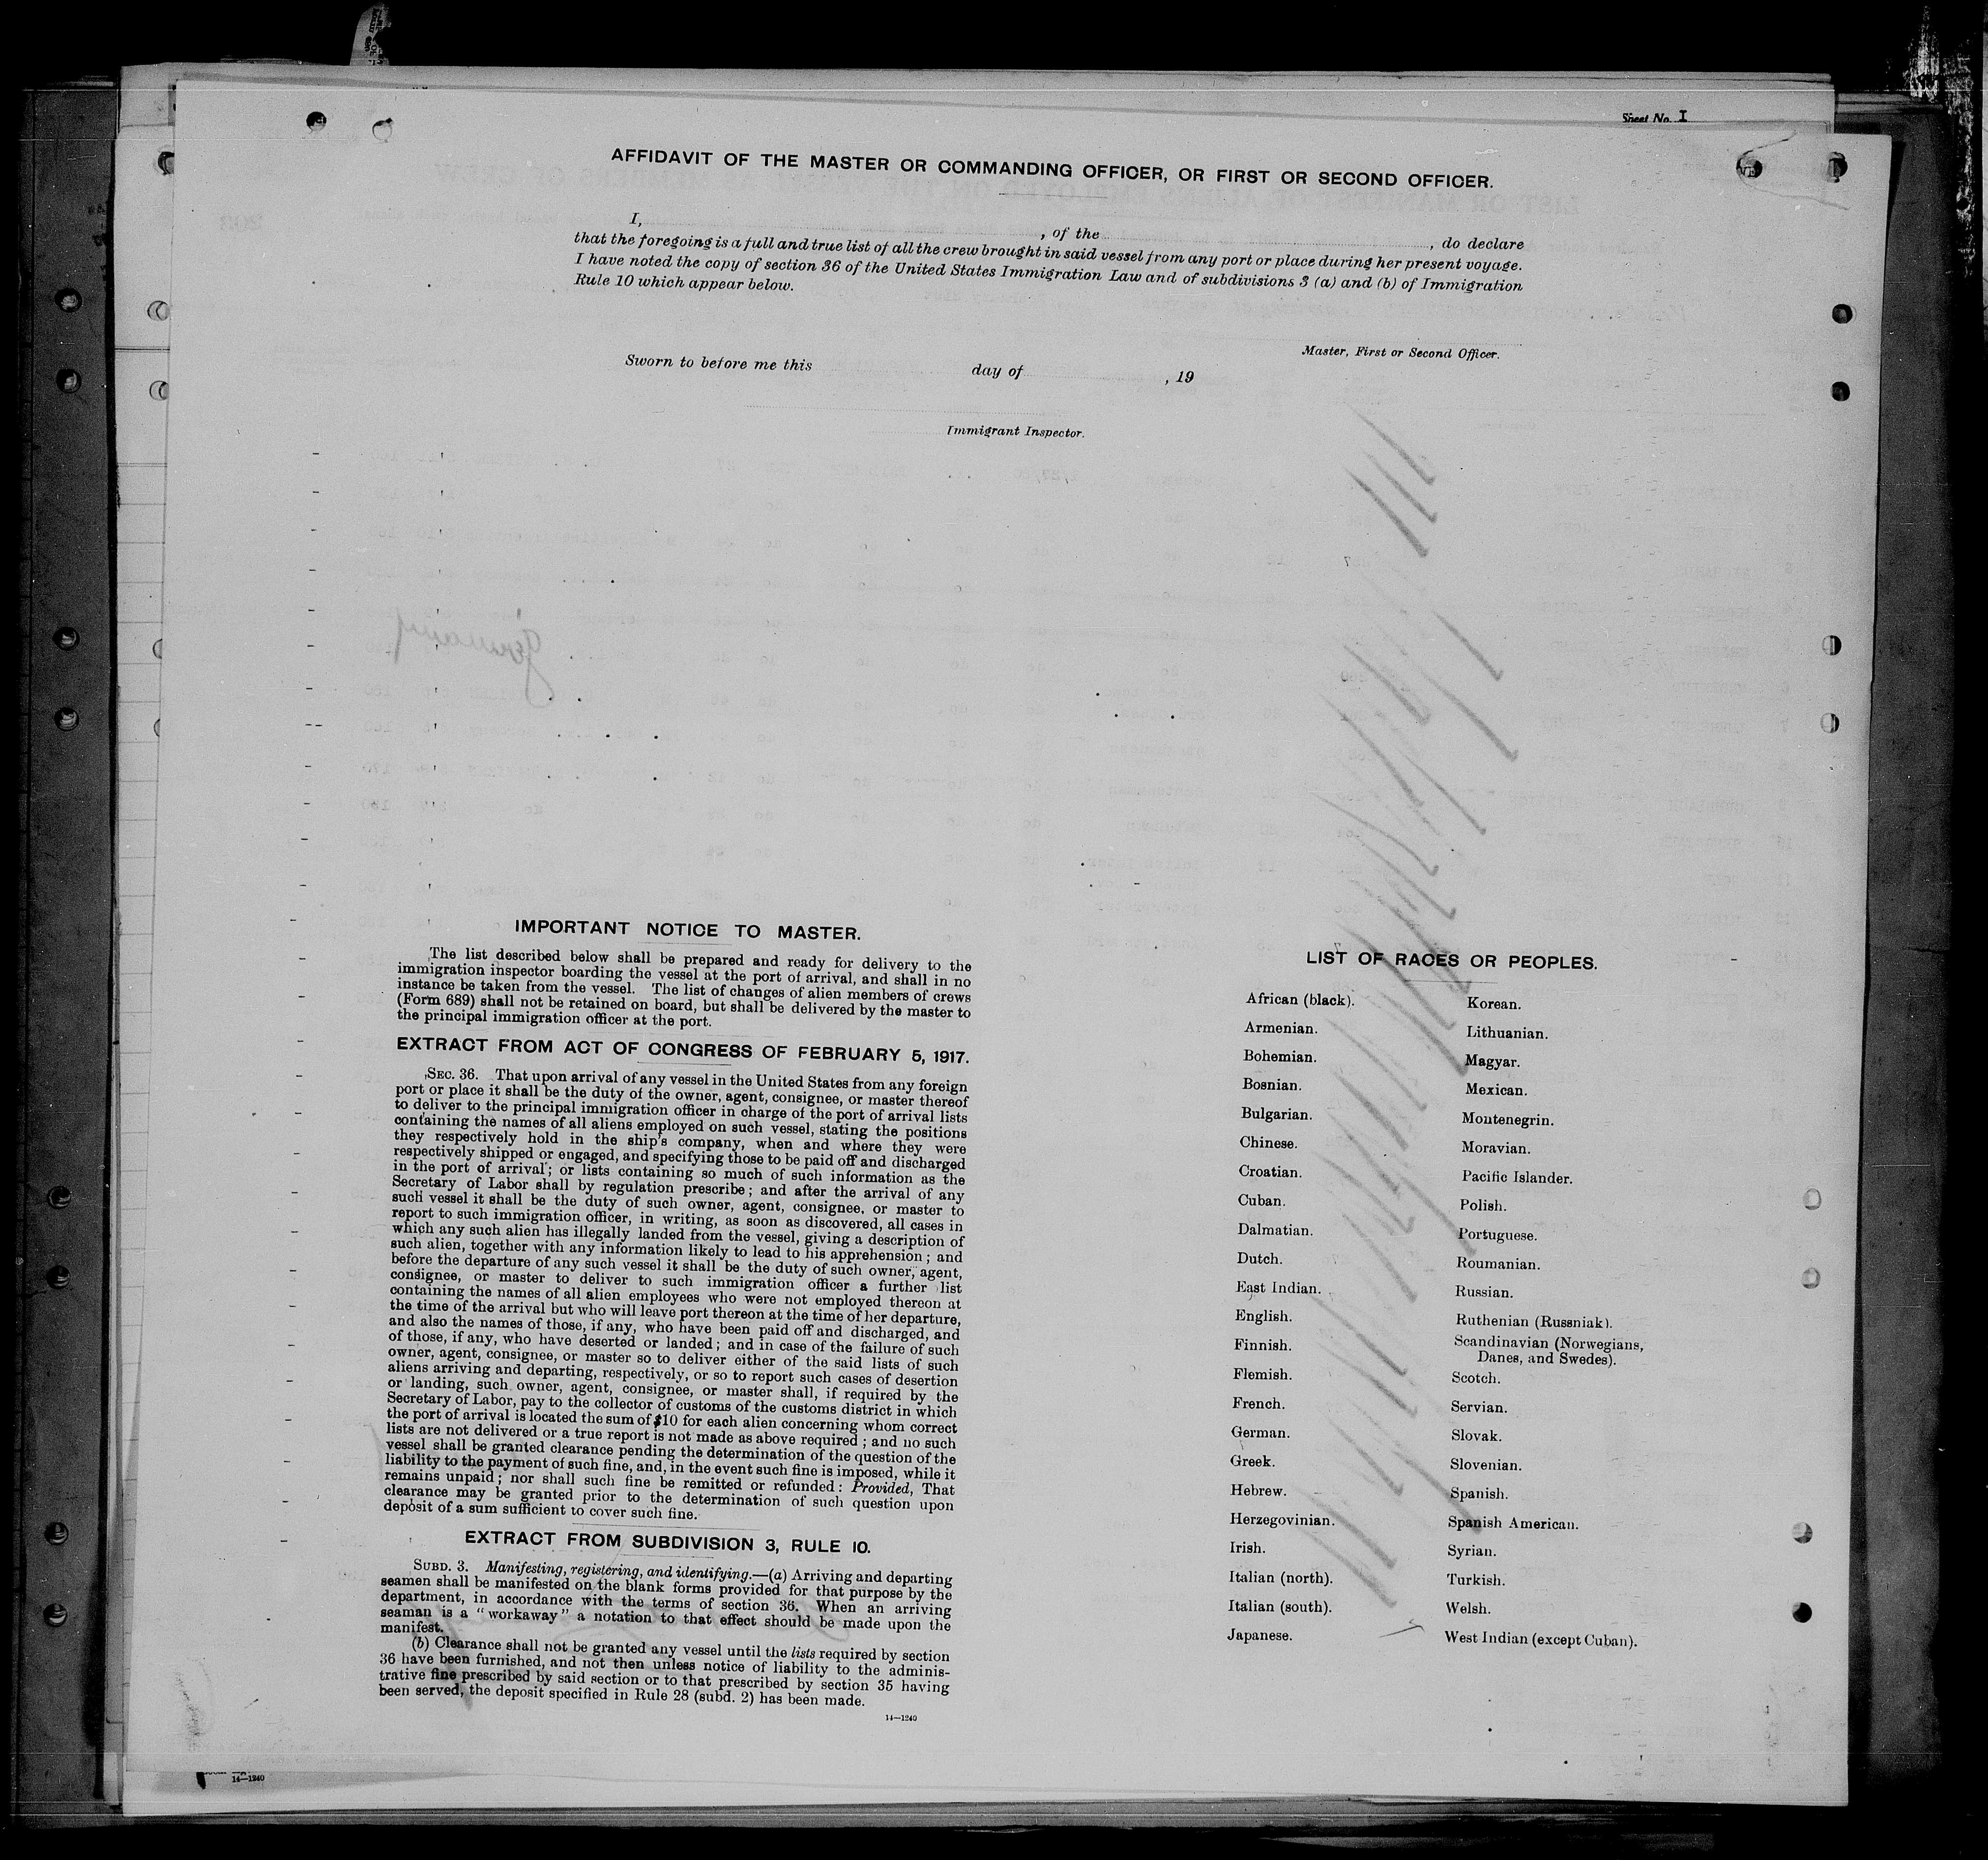 Sheet No. I
AFFIDAVIT OF THE MASTER OR COMMANDING OFFICER, OR FIRST OR SECOND OFFICER.
I, , of the , do declare
that the foregoing is a full and true list of all the crew brought in said vessel from any port or place during her present voyage.
I have noted the copy of section 36 of the United States Immigration Law and of subdivisions 3 (a) and (b) of Immigration
Rule 10 which appear below.
Master, First or Second Officer.
Sworn to before me this day of , 19
Immigrant Inspector.
Germany
IMPORTANT NOTICE TO MASTER.
The list described below shall be prepared and ready for delivery to the
immigration inspector boarding the vessel at the port of arrival, and shall in no
instance be taken from the vessel. The list of changes of alien members of crews
(Form 689) shall not be retained on board, but shall be delivered by the master to
the principal immigration officer at the port.
EXTRACT FROM ACT OF CONGRESS OF FEBRUARY 5, 1917.
SEC. 36. That upon arrival of any vessel in the United States from any foreign
port or place it shall be the duty of the owner, agent, consignee, or master thereof
to deliver to the principal immigration officer in charge of the port of arrival lists
containing the names of all aliens employed on such vessel, stating the positions
they respectively hold in the ship's company, when and where they were
respectively shipped or engaged, and specifying those to be paid off and discharged
in the port of arrival; or lists containing so much of such information as the
Secretary of Labor shall by regulation prescribe; and after the arrival of any
such vessel it shall be the duty of such owner, agent, consignee, or master to
report to such immigration officer, in writing, as soon as discovered, all cases in
which any such alien has illegally landed from the vessel, giving a description of
such alien, together with any information likely to lead to his apprehension; and
before the departure of any such vessel it shall be the duty of such owner, agent,
consignee, or master to deliver to such immigration officer a further list
containing the names of all alien employees who were not employed thereon at
the time of the arrival but who will leave port thereon at the time of her departure,
and also the names of those, if any, who have been paid off and discharged, and
of those, if any, who have deserted or landed; and in case of the failure of such
owner, agent, consignee, or master so to deliver either of the said lists of such
aliens arriving and departing, respectively, or so to report such cases of desertion
or landing, such owner, agent, consignee, or master shall, if required by the
Secretary of Labor, pay to the collector of customs of the customs district in which
the port of arrival is located the sum of $10 for each alien concerning whom correct
lists are not delivered or a true report is not made as above required; and no such
vessel shall be granted clearance pending the determination of the question of the
liability to the payment of such fine, and, in the event such fine is imposed, while it
remains unpaid; nor shall such fine be remitted or refunded: Provided, That
clearance may be granted prior to the determination of such question upon
deposit of a sum sufficient to cover such fine.
EXTRACT FROM SUBDIVISION 3, RULE 10.
SUBD. 3. Manifesting, registering, and identifying.—(a) Arriving and departing
seamen shall be manifested on the blank forms provided for that purpose by the
department, in accordance with the terms of section 36. When an arriving
seaman is a "workaway" a notation to that effect should be made upon the
manifest.
(b) Clearance shall not be granted any vessel until the lists required by section
36 have been furnished, and not then unless notice of liability to the adminis-
trative fine prescribed by said section or to that prescribed by section 35 having
been served, the deposit specified in Rule 28 (subd. 2) has been made.
14—1240
LIST OF RACES OR PEOPLES.
African (black).
Armenian.
Bohemian.
Bosnian.
Bulgarian.
Chinese.
Croatian.
Cuban.
Dalmatian.
Dutch.
East Indian.
English.
Finnish.
Flemish.
French.
German.
Greek.
Hebrew.
Herzegovinian.
Irish.
Italian (north).
Italian (south).
Japanese.
Korean.
Lithuanian.
Magyar.
Mexican.
Montenegrin.
Moravian.
Pacific Islander.
Polish.
Portuguese.
Roumanian.
Russian.
Ruthenian (Russniak).
Scandinavian (Norwegians,
Danes, and Swedes).
Scotch.
Servian.
Slovak.
Slovenian.
Spanish.
Spanish American.
Syrian.
Turkish.
Welsh.
West Indian (except Cuban).
14—1240